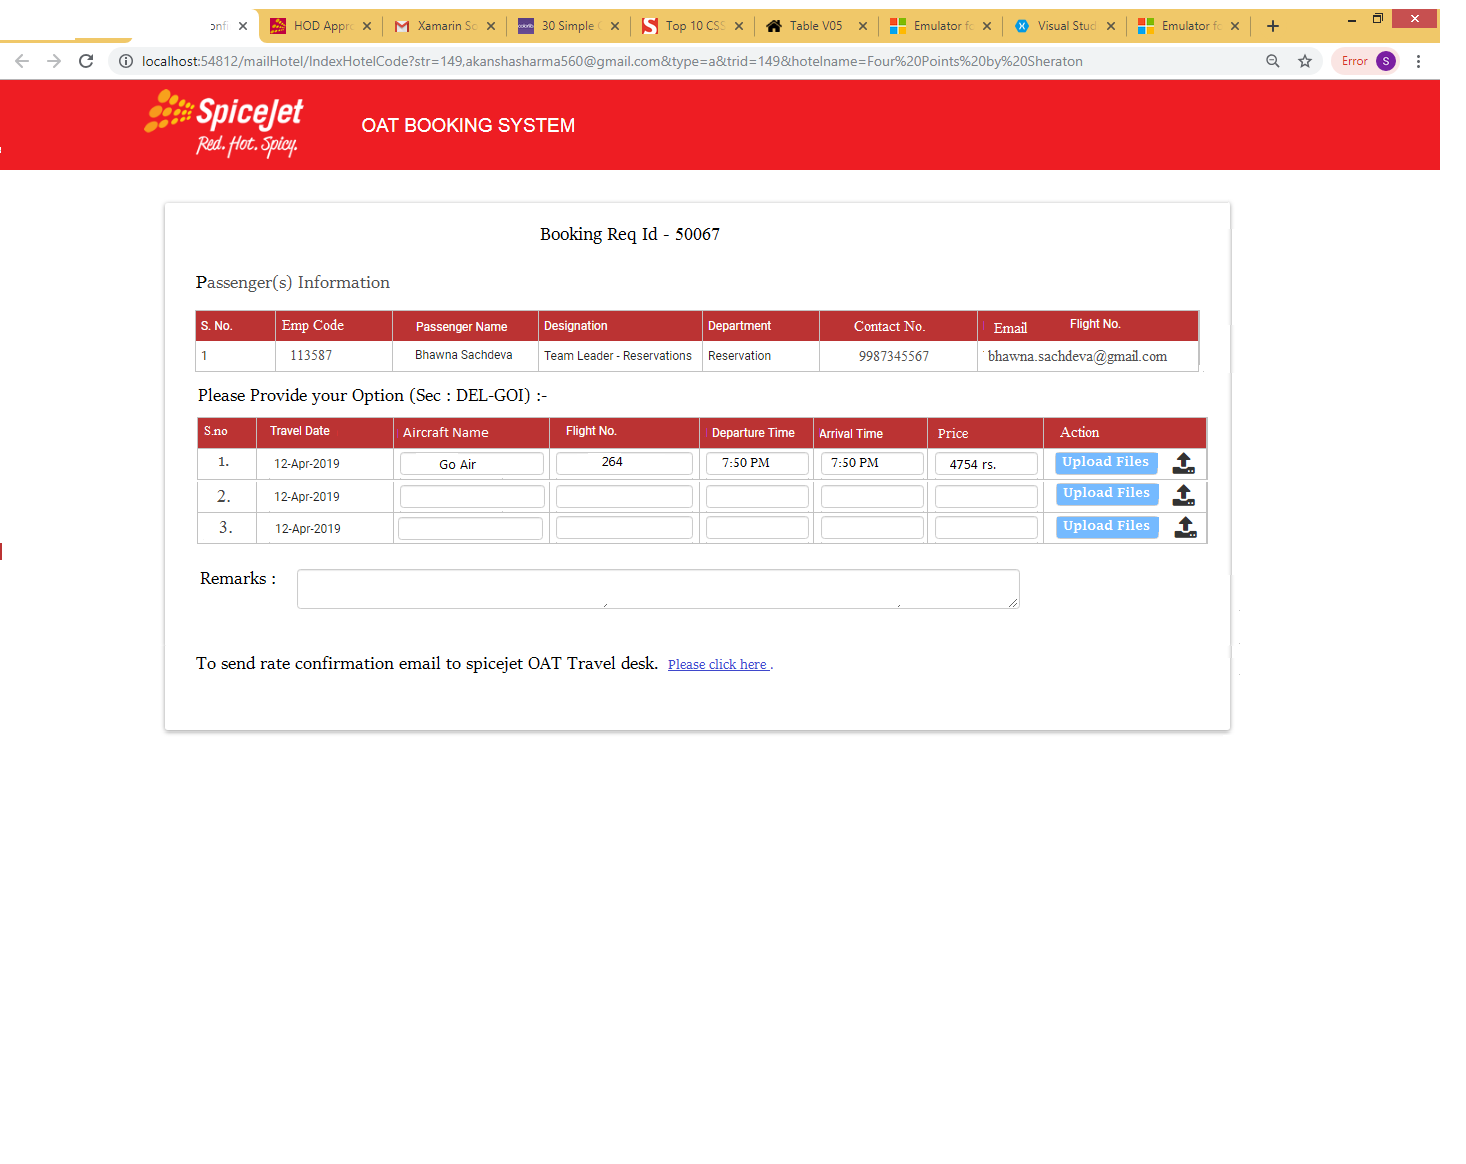 onfi HOD Appro Xamarin So 30 Simple C Top 10 CSS Table V05 Emulator fo Visual Stud Emulator fo
localhost:54812/mailHotel/IndexHotelCode?str=149,akanshasharma560@gmail.com&type=a&trid=149&hotelname=Four%20Points%20by%20Sheraton Error S
SpiceJet
Red. Hot. Spicy.
OAT BOOKING SYSTEM
Booking Req Id - 50067
Passenger(s) Information
S. No. Emp Code Passenger Name Designation Department Contact No. Email Flight No.
1 113587 Bhawna Sachdeva Team Leader - Reservations Reservation 9987345567 bhawna.sachdeva@gmail.com
Please Provide your Option (Sec : DEL-GOI) :-
S.no Travel Date Aircraft Name Flight No. Departure Time Arrival Time Price Action
1. 12-Apr-2019 Go Air 264 7:50 PM 7:50 PM 4754 rs. Upload Files
2. 12-Apr-2019 Upload Files
3. 12-Apr-2019 Upload Files
Remarks :
To send rate confirmation email to spicejet OAT Travel desk. Please click here .